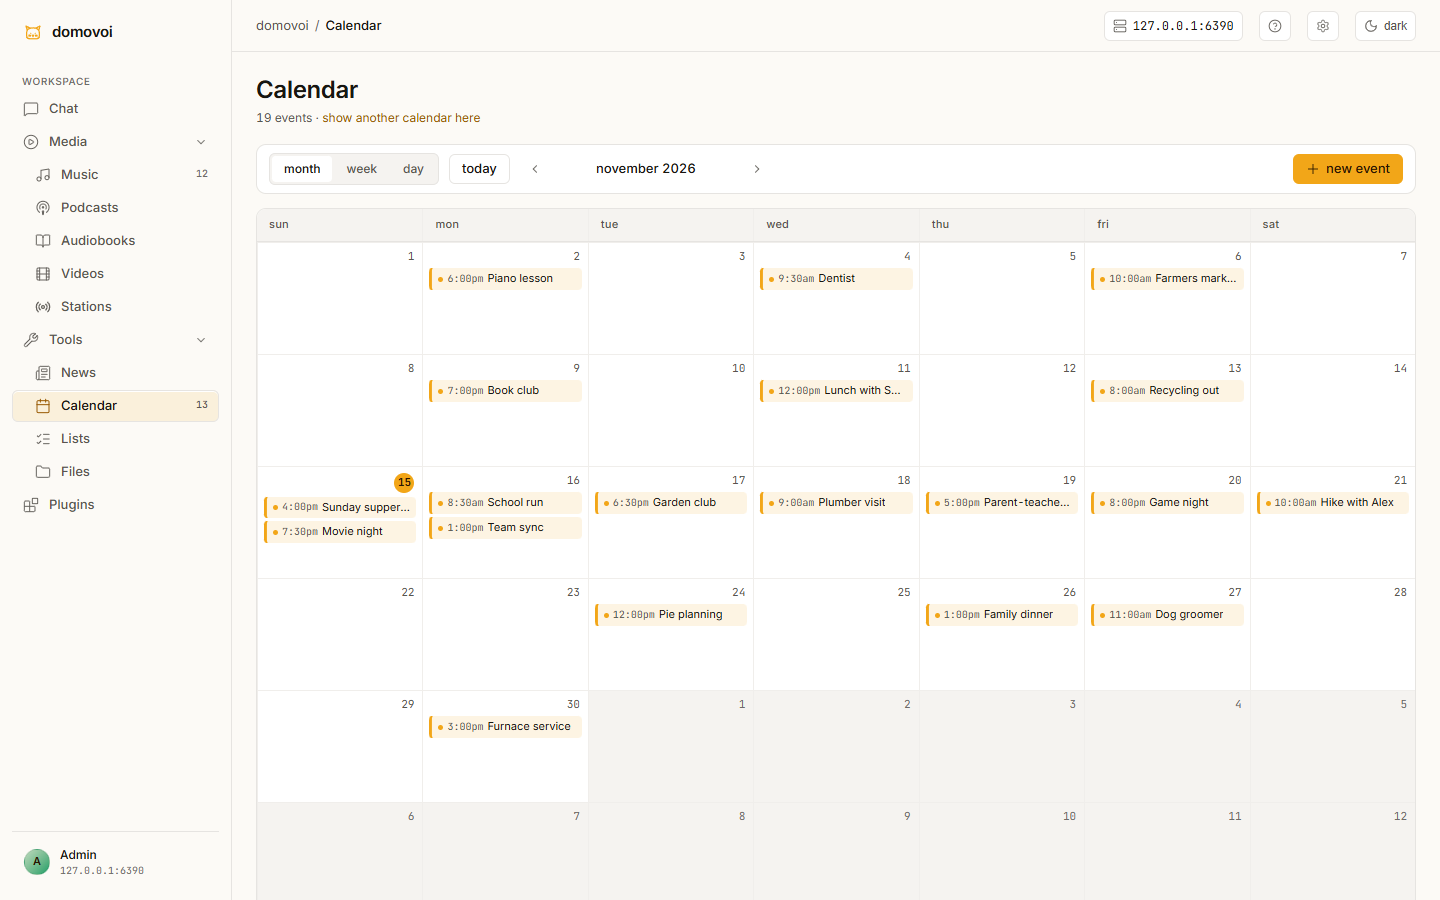 domovoi
WORKSPACE
Chat
Media
Music 12
Podcasts
Audiobooks
Videos
Stations
Tools
News
Calendar 13
Lists
Files
Plugins
A Admin
127.0.0.1:6390
domovoi / Calendar
127.0.0.1:6390
dark
Calendar
19 events · show another calendar here
month week day today november 2026 + new event
sun mon tue wed thu fri sat
1 2 3 4 5 6 7
6:00pm Piano lesson 9:30am Dentist 10:00am Farmers mark...
8 9 10 11 12 13 14
7:00pm Book club 12:00pm Lunch with S... 8:00am Recycling out
15 16 17 18 19 20 21
4:00pm Sunday supper... 8:30am School run 6:30pm Garden club 9:00am Plumber visit 5:00pm Parent-teache... 8:00pm Game night 10:00am Hike with Alex
7:30pm Movie night 1:00pm Team sync
22 23 24 25 26 27 28
12:00pm Pie planning 1:00pm Family dinner 11:00am Dog groomer
29 30 1 2 3 4 5
3:00pm Furnace service
6 7 8 9 10 11 12